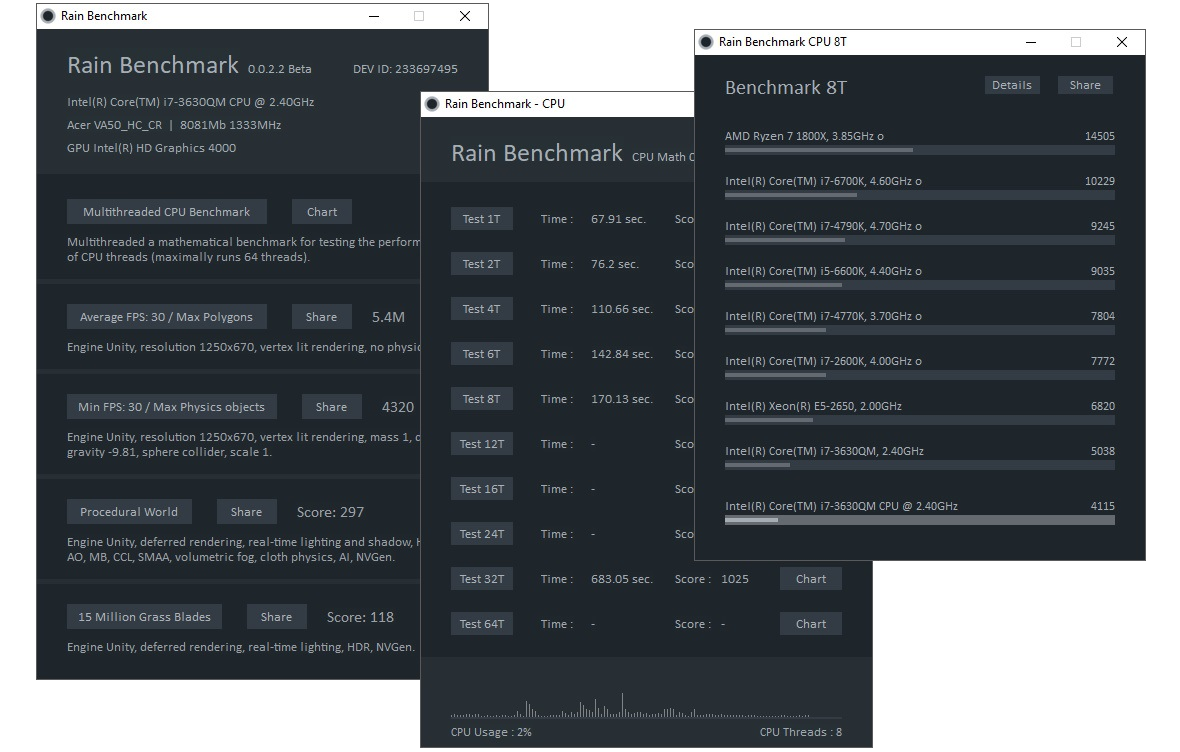 Rain Benchmark
Rain Benchmark 0.0.2.2 Beta DEV ID: 233697495
Intel(R) Core(TM) i7-3630QM CPU @ 2.40GHz
Acer VA50_HC_CR | 8081Mb 1333MHz
GPU Intel(R) HD Graphics 4000
Multithreaded CPU Benchmark Chart
Multithreaded a mathematical benchmark for testing the perform
of CPU threads (maximally runs 64 threads).
Average FPS: 30 / Max Polygons Share 5.4M
Engine Unity, resolution 1250x670, vertex lit rendering, no physic
Min FPS: 30 / Max Physics objects Share 4320
Engine Unity, resolution 1250x670, vertex lit rendering, mass 1,
gravity -9.81, sphere collider, scale 1.
Procedural World Share Score: 297
Engine Unity, deferred rendering, real-time lighting and shadow,
AO, MB, CCL, SMAA, volumetric fog, cloth physics, AI, NVGen.
15 Million Grass Blades Share Score: 118
Engine Unity, deferred rendering, real-time lighting, HDR, NVGen.
Rain Benchmark - CPU
Rain Benchmark CPU Math
Test 1T Time : 67.91 sec. Sco
Test 2T Time : 76.2 sec. Sco
Test 4T Time : 110.66 sec. Sco
Test 6T Time : 142.84 sec. Sco
Test 8T Time : 170.13 sec. Sco
Test 12T Time : - Sco
Test 16T Time : - Sco
Test 24T Time : - Sco
Test 32T Time : 683.05 sec. Score : 1025 Chart
Test 64T Time : - Score : - Chart
CPU Usage : 2% CPU Threads : 8
Rain Benchmark CPU 8T
Benchmark 8T Details Share
AMD Ryzen 7 1800X, 3.85GHz o 14505
Intel(R) Core(TM) i7-6700K, 4.60GHz o 10229
Intel(R) Core(TM) i7-4790K, 4.70GHz o 9245
Intel(R) Core(TM) i5-6600K, 4.40GHz o 9035
Intel(R) Core(TM) i7-4770K, 3.70GHz o 7804
Intel(R) Core(TM) i7-2600K, 4.00GHz o 7772
Intel(R) Xeon(R) E5-2650, 2.00GHz 6820
Intel(R) Core(TM) i7-3630QM, 2.40GHz 5038
Intel(R) Core(TM) i7-3630QM CPU @ 2.40GHz 4115